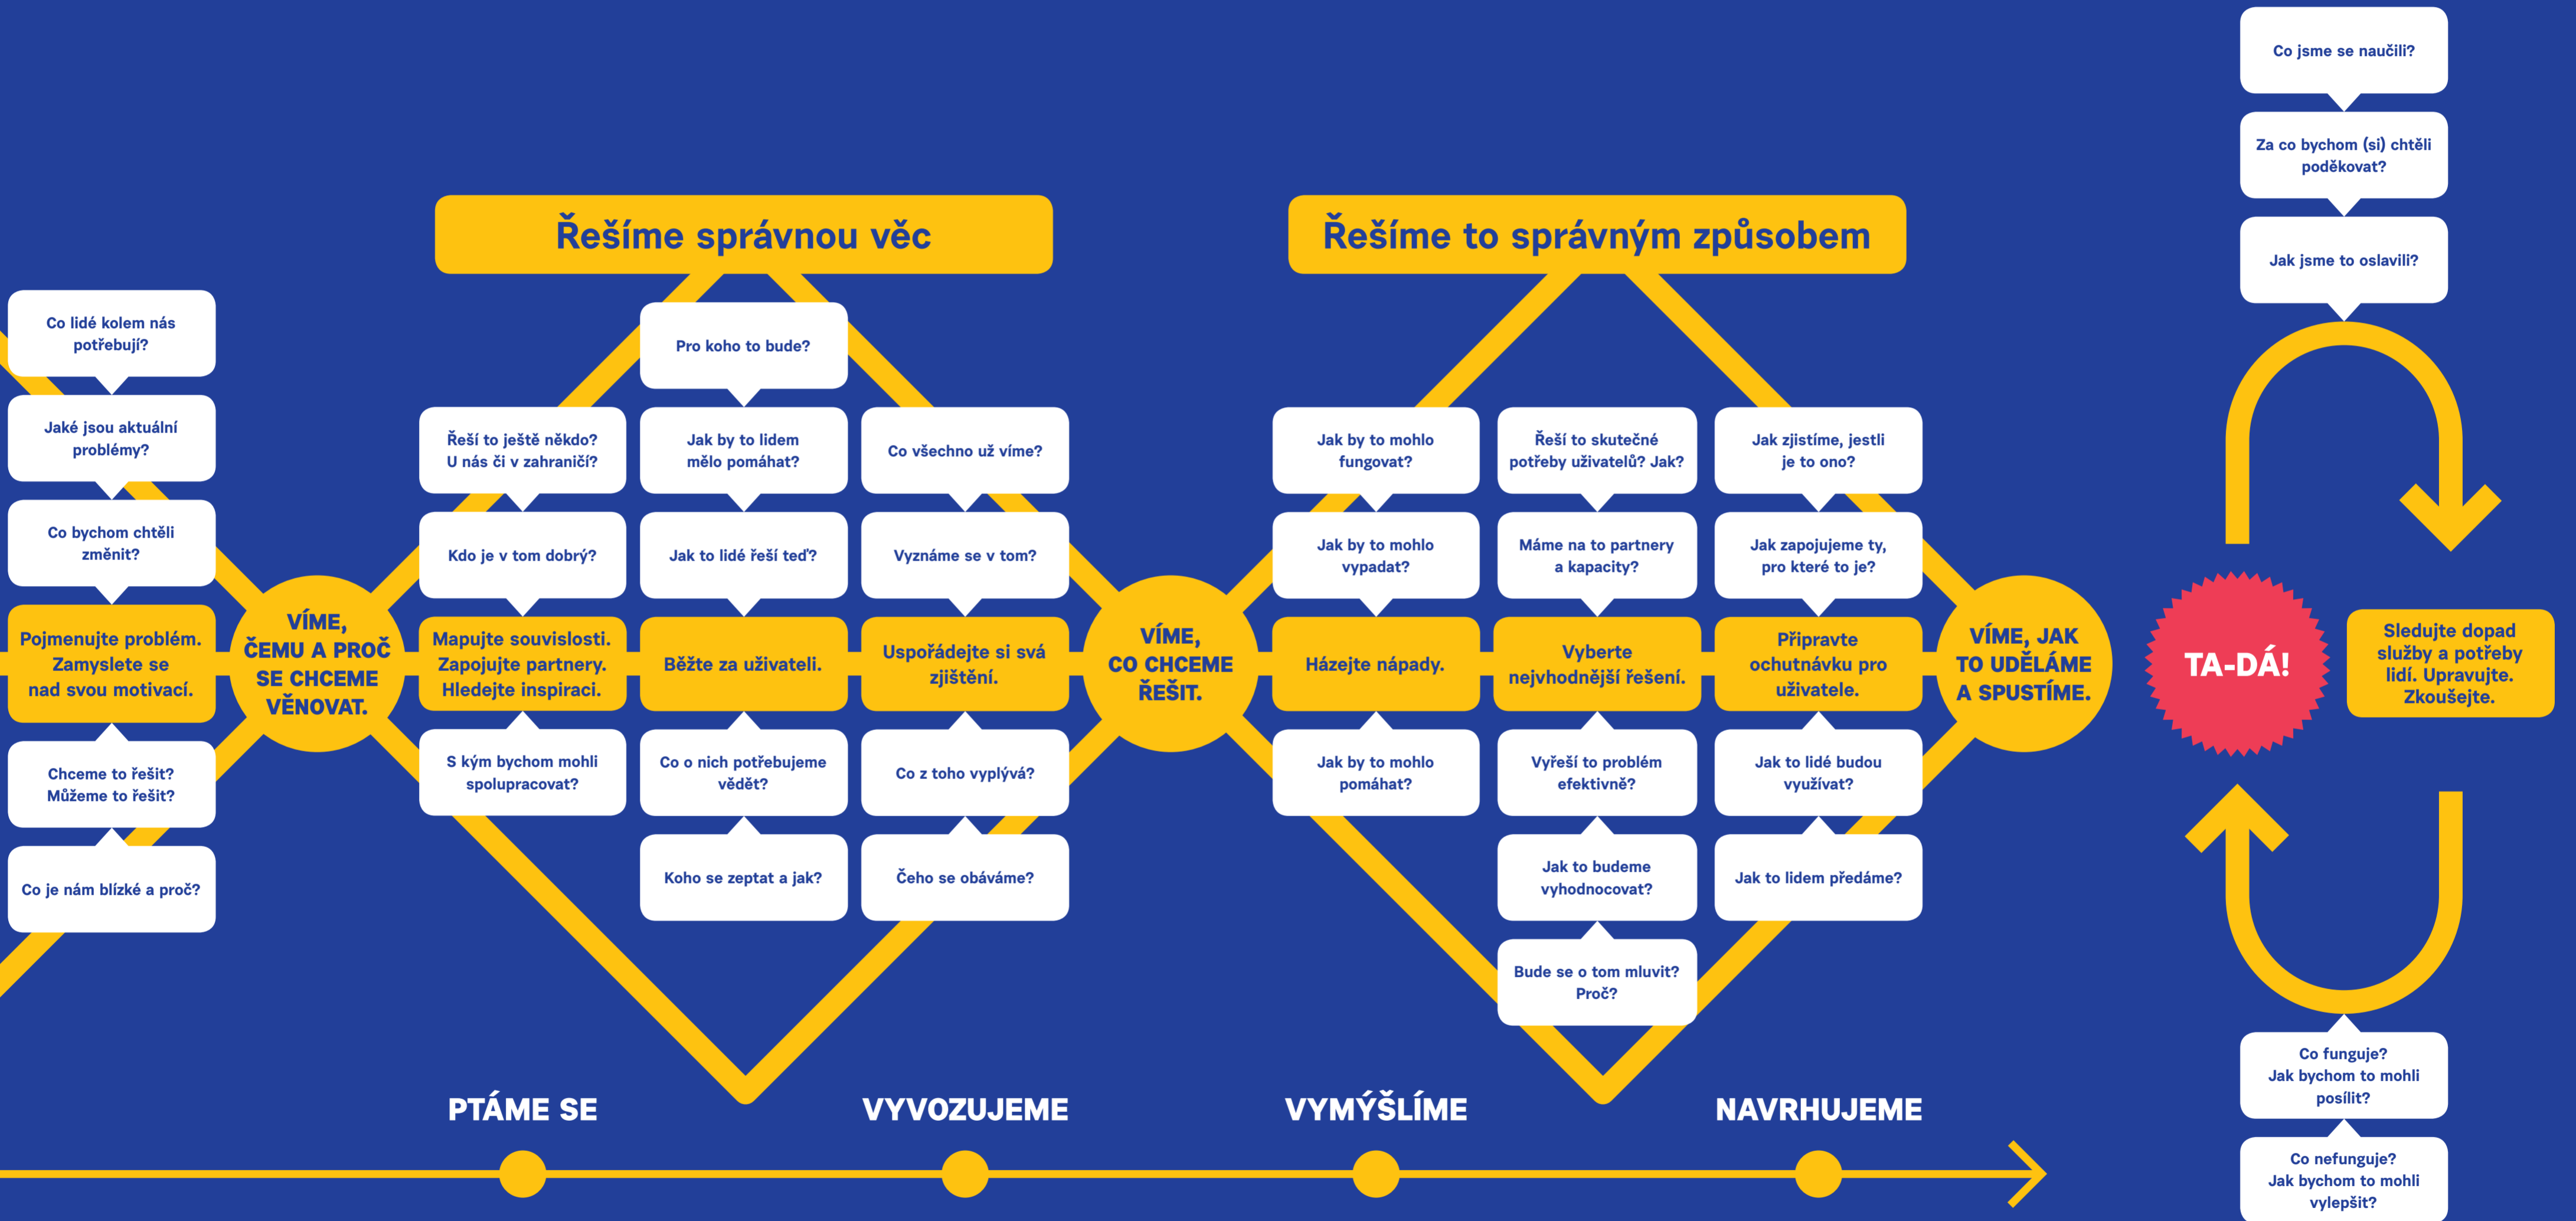 Co lidé kolem nás
potřebují?
Jaké jsou aktuální
problémy?
Co bychom chtěli
změnit?
Pojmenujte problém.
Zamyslete se
nad svou motivací.
Chceme to řešit?
Můžeme to řešit?
Co je nám blízké a proč?
VÍME,
ČEMU A PROČ
SE CHCEME
VĚNOVAT.
Řešíme správnou věc
Řeší to ještě někdo?
U nás či v zahraničí?
Kdo je v tom dobrý?
Mapujte souvislosti.
Zapojujte partnery.
Hledejte inspiraci.
S kým bychom mohli
spolupracovat?
Pro koho to bude?
Jak by to lidem
mělo pomáhat?
Jak to lidé řeší teď?
Běžte za uživateli.
Co o nich potřebujeme
vědět?
Koho se zeptat a jak?
Co všechno už víme?
Vyznáme se v tom?
Uspořádejte si svá
zjištění.
Co z toho vyplývá?
Čeho se obáváme?
VÍME,
CO CHCEME
ŘEŠIT.
Řešíme to správným způsobem
Jak by to mohlo
fungovat?
Jak by to mohlo
vypadat?
Házejte nápady.
Jak by to mohlo
pomáhat?
Řeší to skutečné
potřeby uživatelů? Jak?
Máme na to partnery
a kapacity?
Vyberte
nejvhodnější řešení.
Vyřeší to problém
efektivně?
Jak to budeme
vyhodnocovat?
Bude se o tom mluvit?
Proč?
Jak zjistíme, jestli
je to ono?
Jak zapojujeme ty,
pro které to je?
Připravte
ochutnávku pro
uživatele.
Jak to lidé budou
využívat?
Jak to lidem předáme?
VÍME, JAK
TO UDĚLÁME
A SPUSTÍME.
Co jsme se naučili?
Za co bychom (si) chtěli
poděkovat?
Jak jsme to oslavili?
TA-DÁ!
Sledujte dopad
služby a potřeby
lidí. Upravujte.
Zkoušejte.
Co funguje?
Jak bychom to mohli
posílit?
Co nefunguje?
Jak bychom to mohli
vylepšit?
PTÁME SE
VYVOZUJEME
VYMÝŠLÍME
NAVRHUJEME